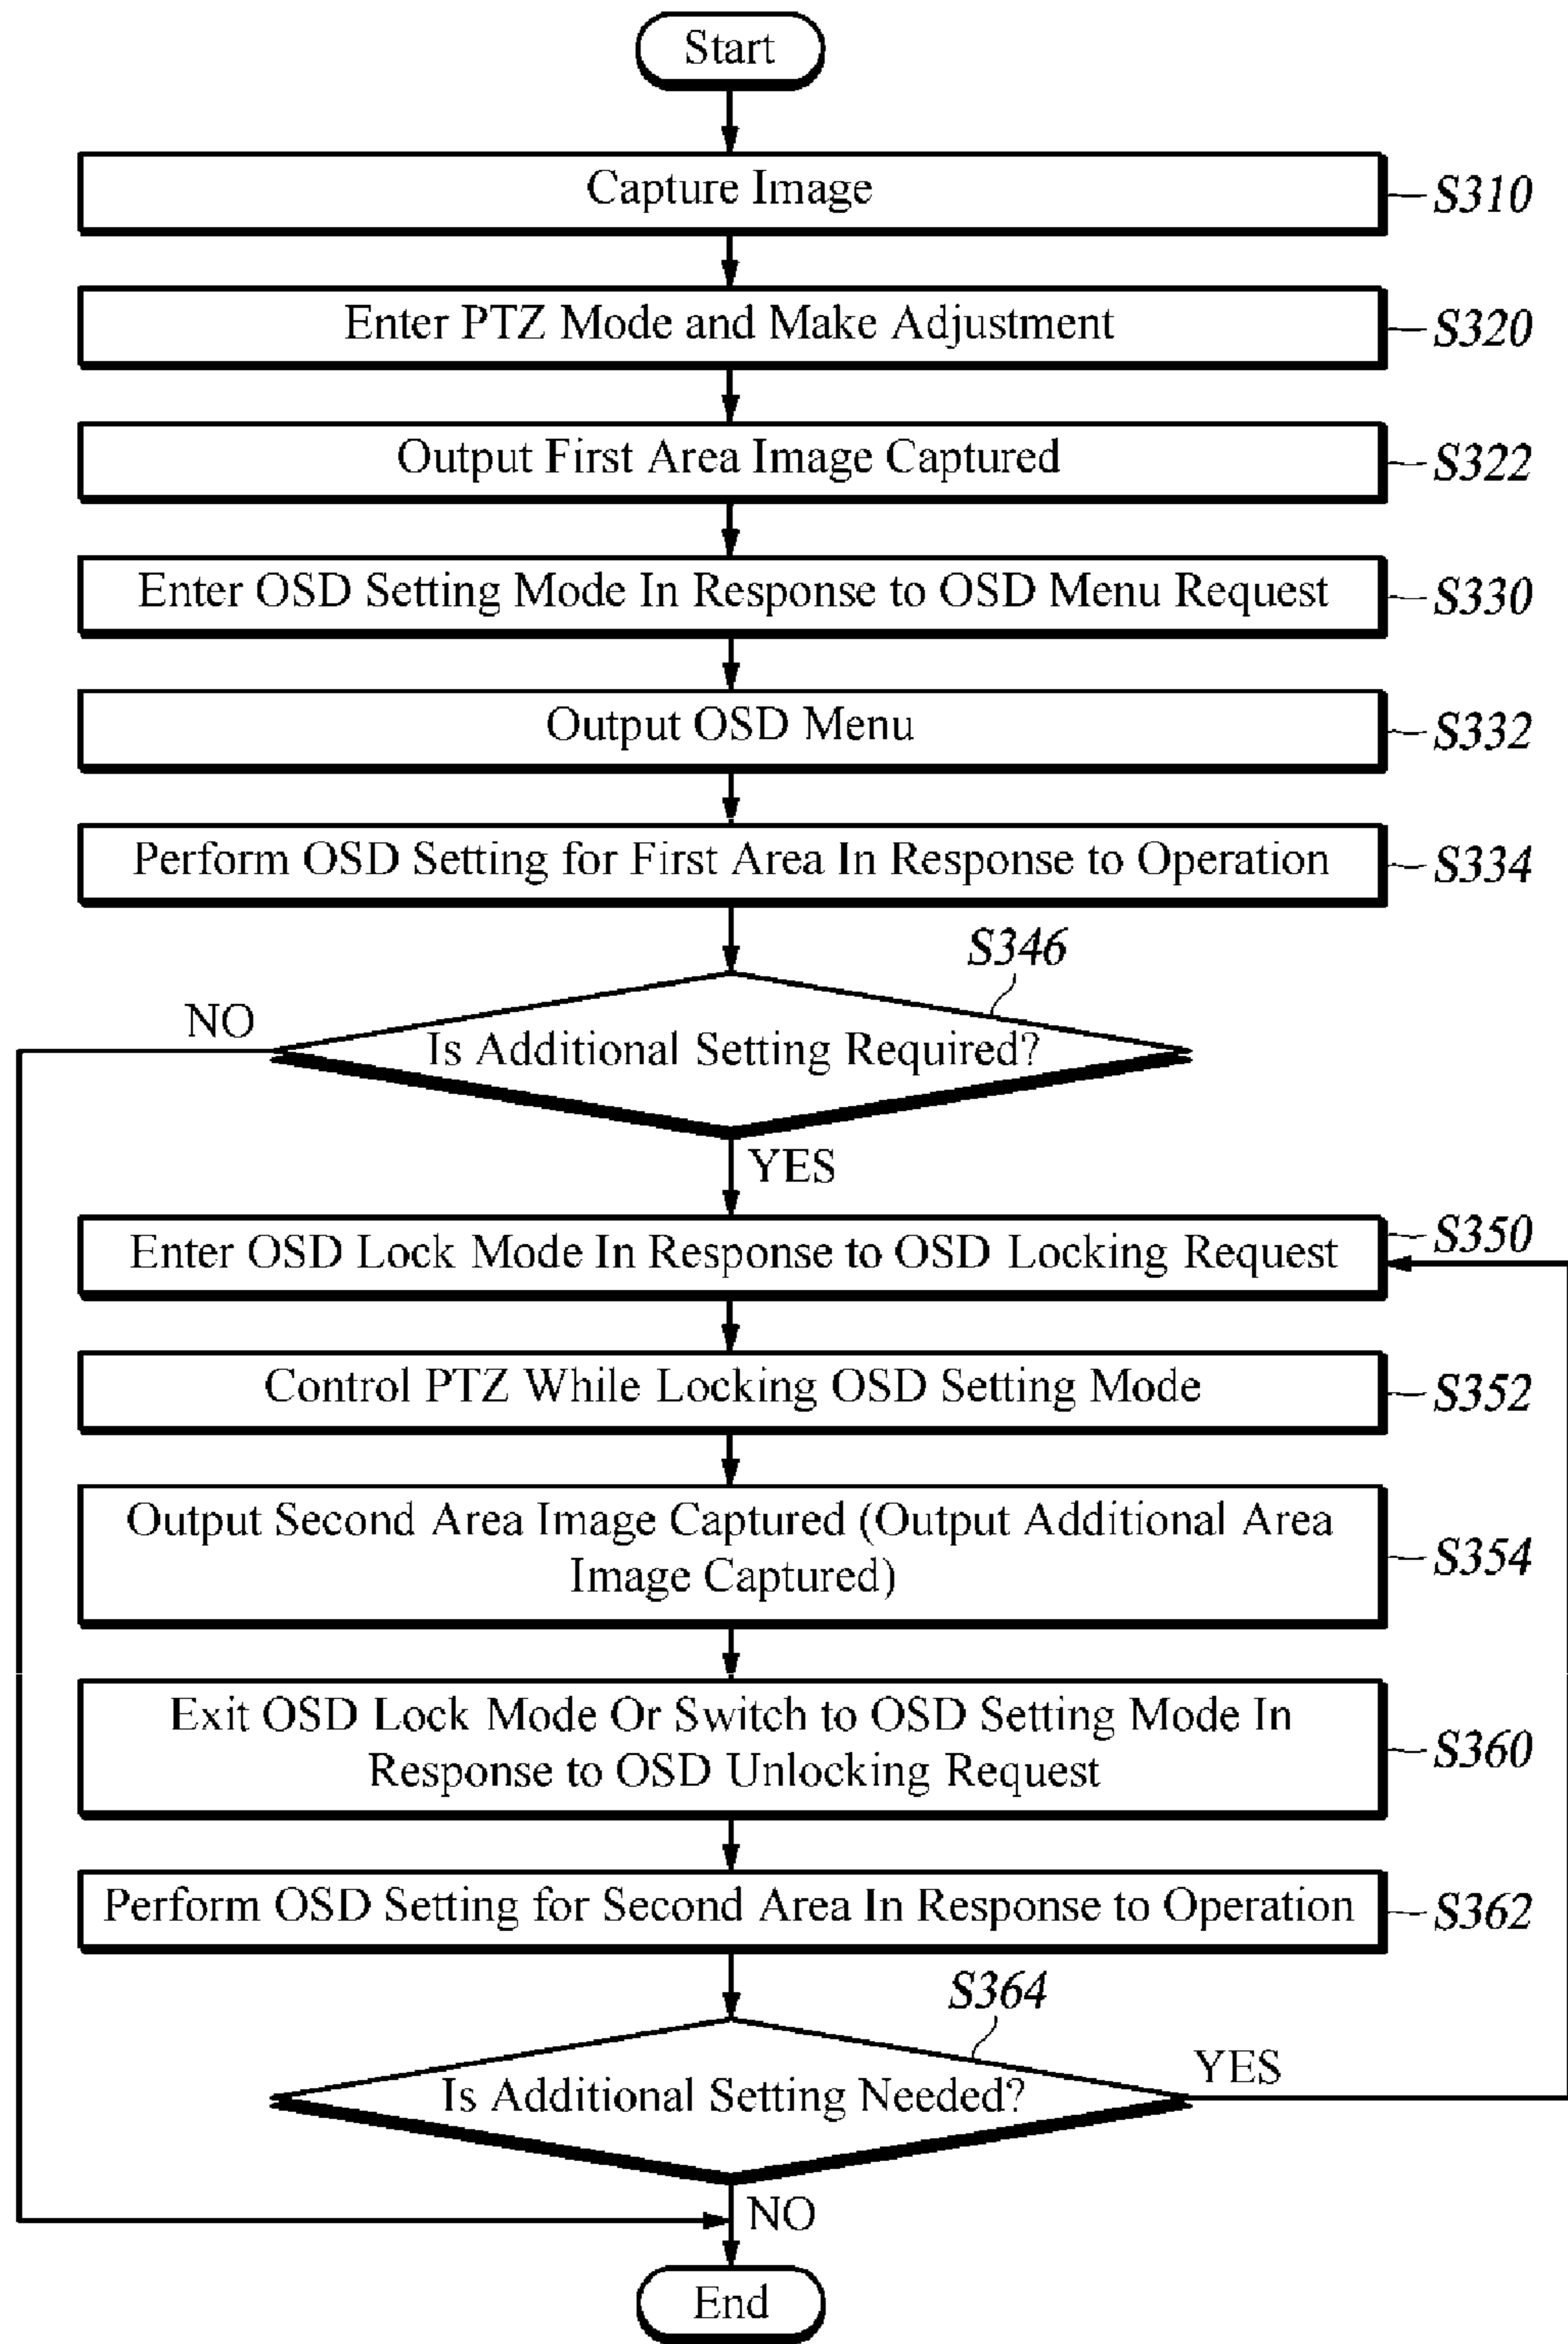 Start
Capture Image
S310
Enter PTZ Mode and Make Adjustment
S320
Output First Area Image Captured
S322
Enter OSD Setting Mode In Response to OSD Menu Request
S330
Output OSD Menu
S332
Perform OSD Setting for First Area In Response to Operation
S334
S346
NO
Is Additional Setting Required?
YES
Enter OSD Lock Mode In Response to OSD Locking Request
S350
Control PTZ While Locking OSD Setting Mode
S352
Output Second Area Image Captured (Output Additional Area
Image Captured)
S354
Exit OSD Lock Mode Or Switch to OSD Setting Mode In
Response to OSD Unlocking Request
S360
Perform OSD Setting for Second Area In Response to Operation
S362
S364
YES
Is Additional Setting Needed?
NO
End